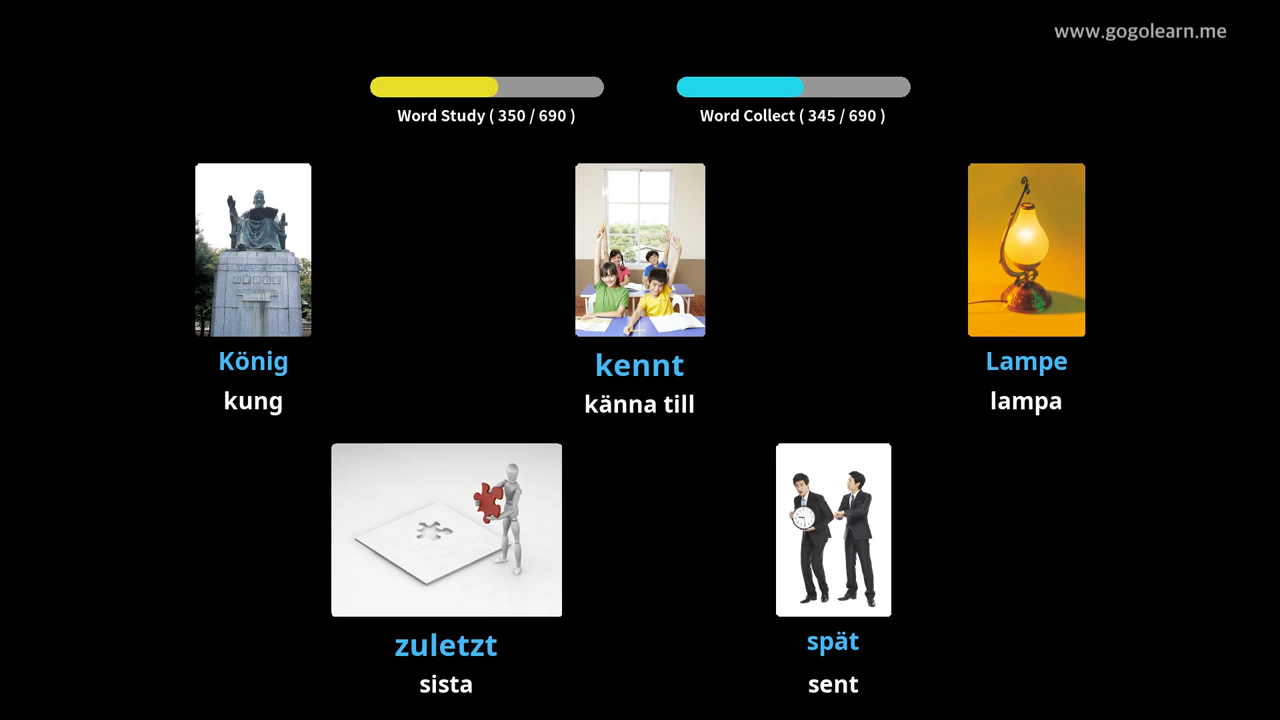 www.gogolearn.me
Word Study ( 350 / 690 )
Word Collect ( 345 / 690 )
König
kennt
Lampe
kung
känna till
lampa
zuletzt
spät
sista
sent